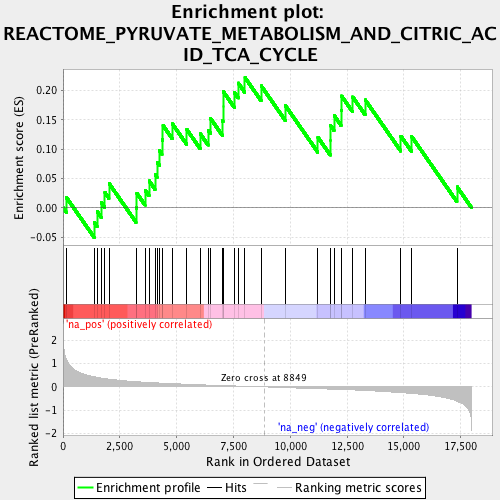 Enrichment plot:
REACTOME_PYRUVATE_METABOLISM_AND_CITRIC_AC
ID_TCA_CYCLE
Enrichment score (ES)
0.20
0.15
0.10
0.05
0.00
-0.05
'na_pos' (positively correlated)
Ranked list metric (PreRanked)
2
1
0
-1
-2
Zero cross at 8849
'na_neg' (negatively correlated)
0
2,500
5,000
7,500
10,000
12,500
15,000
17,500
Rank in Ordered Dataset
Enrichment profile
Hits
Ranking metric scores